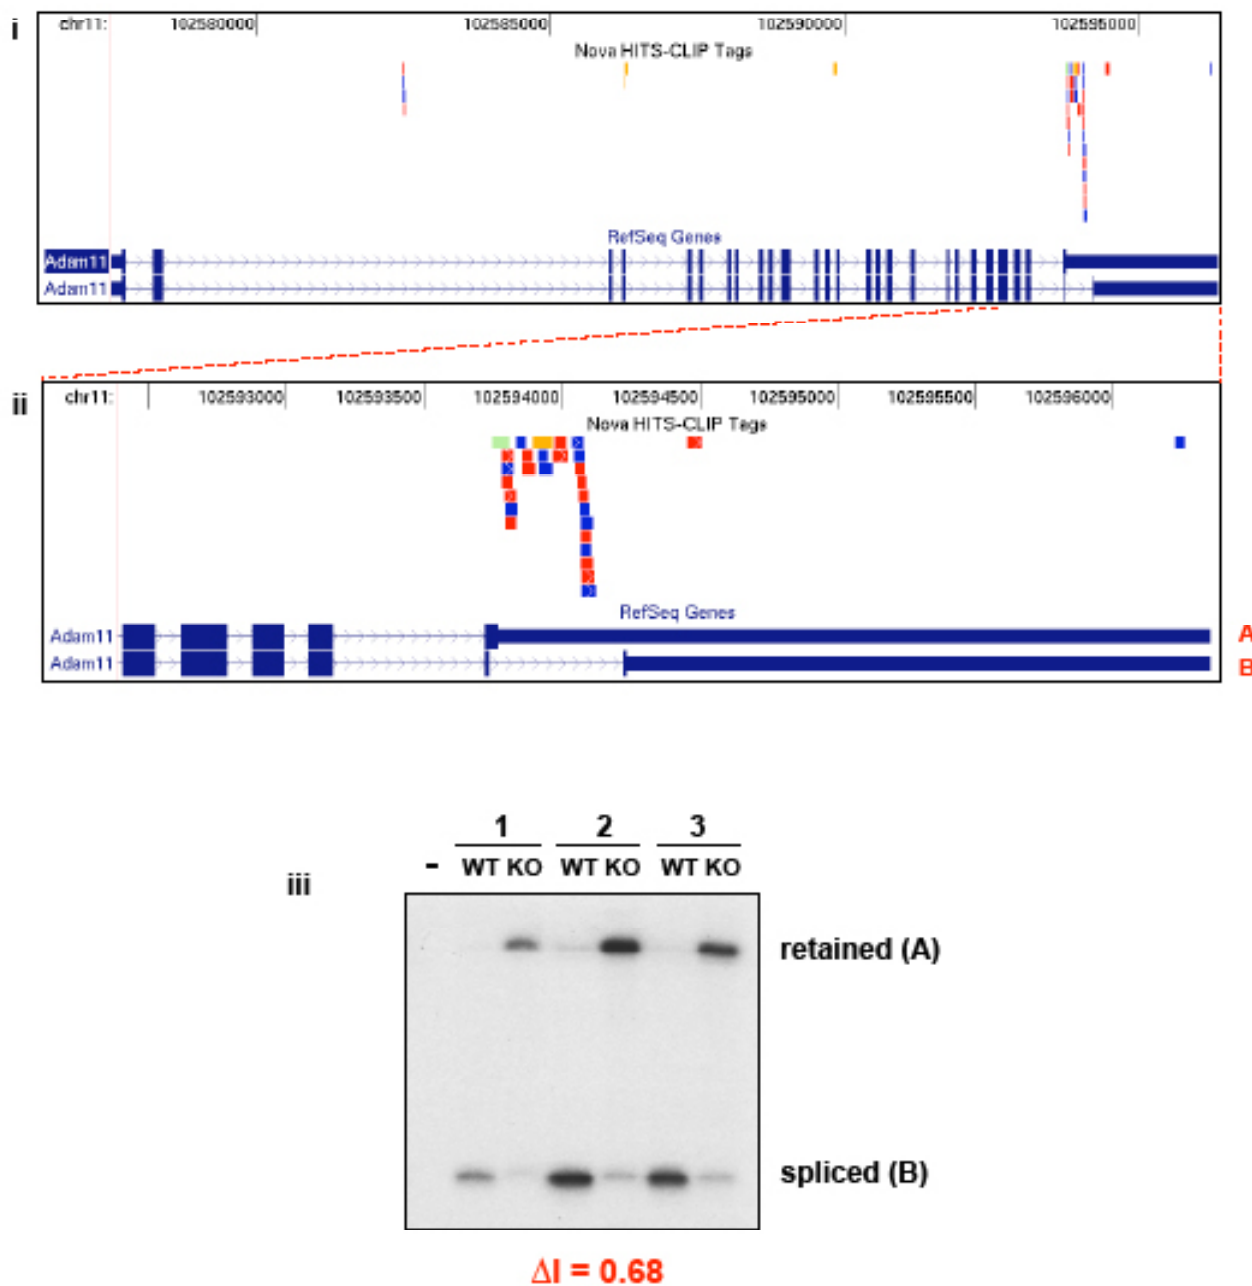 i
chr11: 102580000 102585000 102590000 102595000
Nova HITS-CLIP Tags
RefSeq Genes
Adam11
Adam11
ii
chr11: 102593000 102593500 102594000 102594500 102595000 102595500 102596000
Nova HITS-CLIP Tags
RefSeq Genes
Adam11 A
Adam11 B
1 2 3
- WT KO WT KO WT KO
iii
retained (A)
spliced (B)
ΔI = 0.68